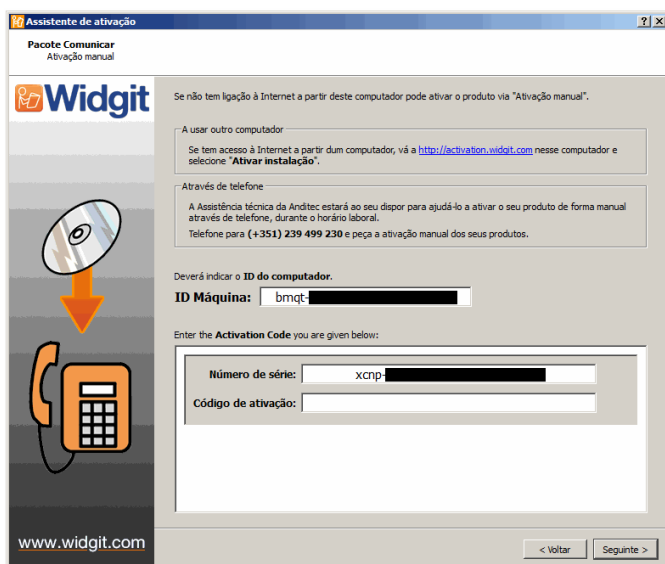 Assistente de ativação
Pacote Comunicar
Ativação manual
Widgit
Se não tem ligação à Internet a partir deste computador pode ativar o produto via "Ativação manual".
A usar outro computador
Se tem acesso à Internet a partir dum computador, vá a http://activation.widgit.com nesse computador e
selecione "Ativar instalação".
Através de telefone
A Assistência técnica da Anditec estará ao seu dispor para ajudá-lo a ativar o seu produto de forma manual
através de telefone, durante o horário laboral.
Telefone para (+351) 239 499 230 e peça a ativação manual dos seus produtos.
Deverá indicar o ID do computador.
ID Máquina: bmqt-
Enter the Activation Code you are given below:
Número de série: xcnp-
Código de ativação:
www.widgit.com
< Voltar Seguinte >